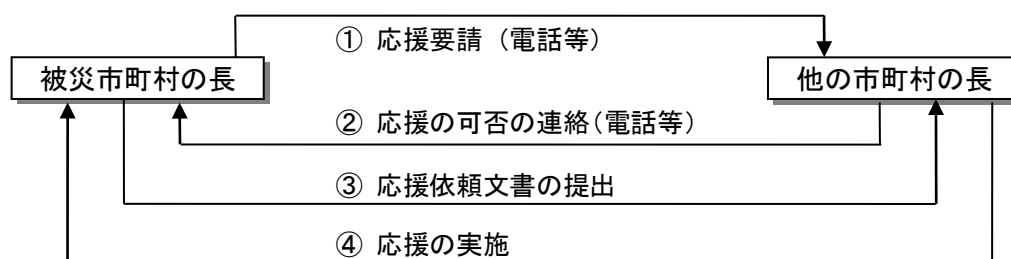 ① 応援要請（電話等）
被災市町村の長
他の市町村の長
② 応援の可否の連絡（電話等）
③ 応援依頼文書の提出
④ 応援の実施